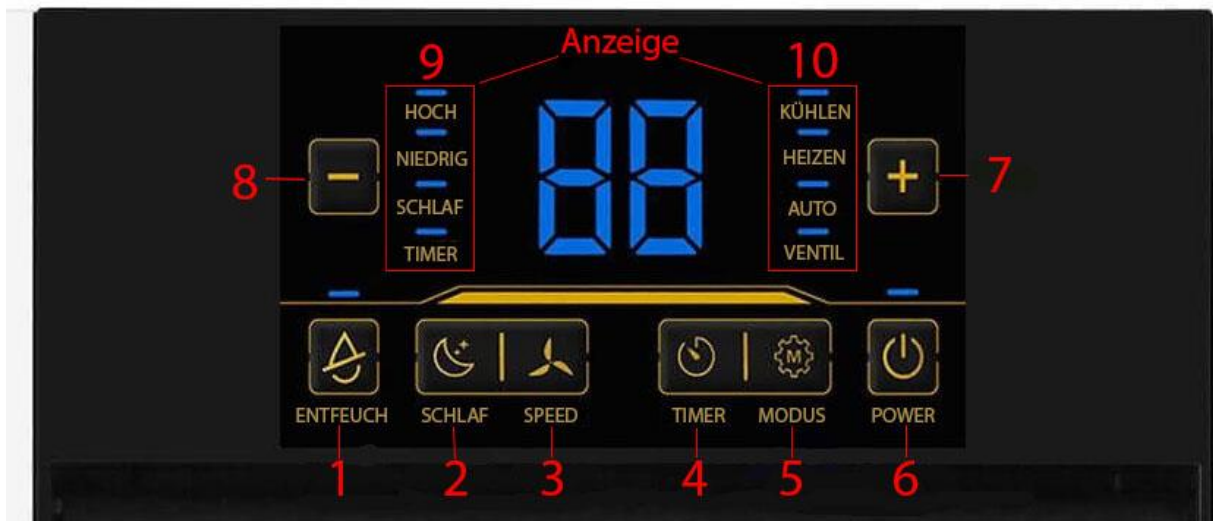 Anzeige
9
10
HOCH
KÜHLEN
NIEDRIG
HEIZEN
8
7
SCHLAF
AUTO
TIMER
VENTIL
88
M
ENTFEUCH
SCHLAF
SPEED
TIMER
MODUS
POWER
1
2
3
4
5
6